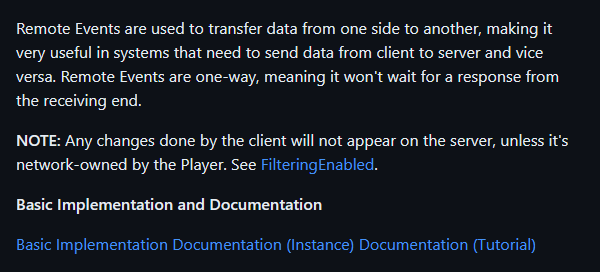 Remote Events are used to transfer data from one side to another, making it
very useful in systems that need to send data from client to server and vice
versa. Remote Events are one-way, meaning it won't wait for a response from
the receiving end.
NOTE: Any changes done by the client will not appear on the server, unless it's
network-owned by the Player. See FilteringEnabled.
Basic Implementation and Documentation
Basic Implementation Documentation (Instance) Documentation (Tutorial)